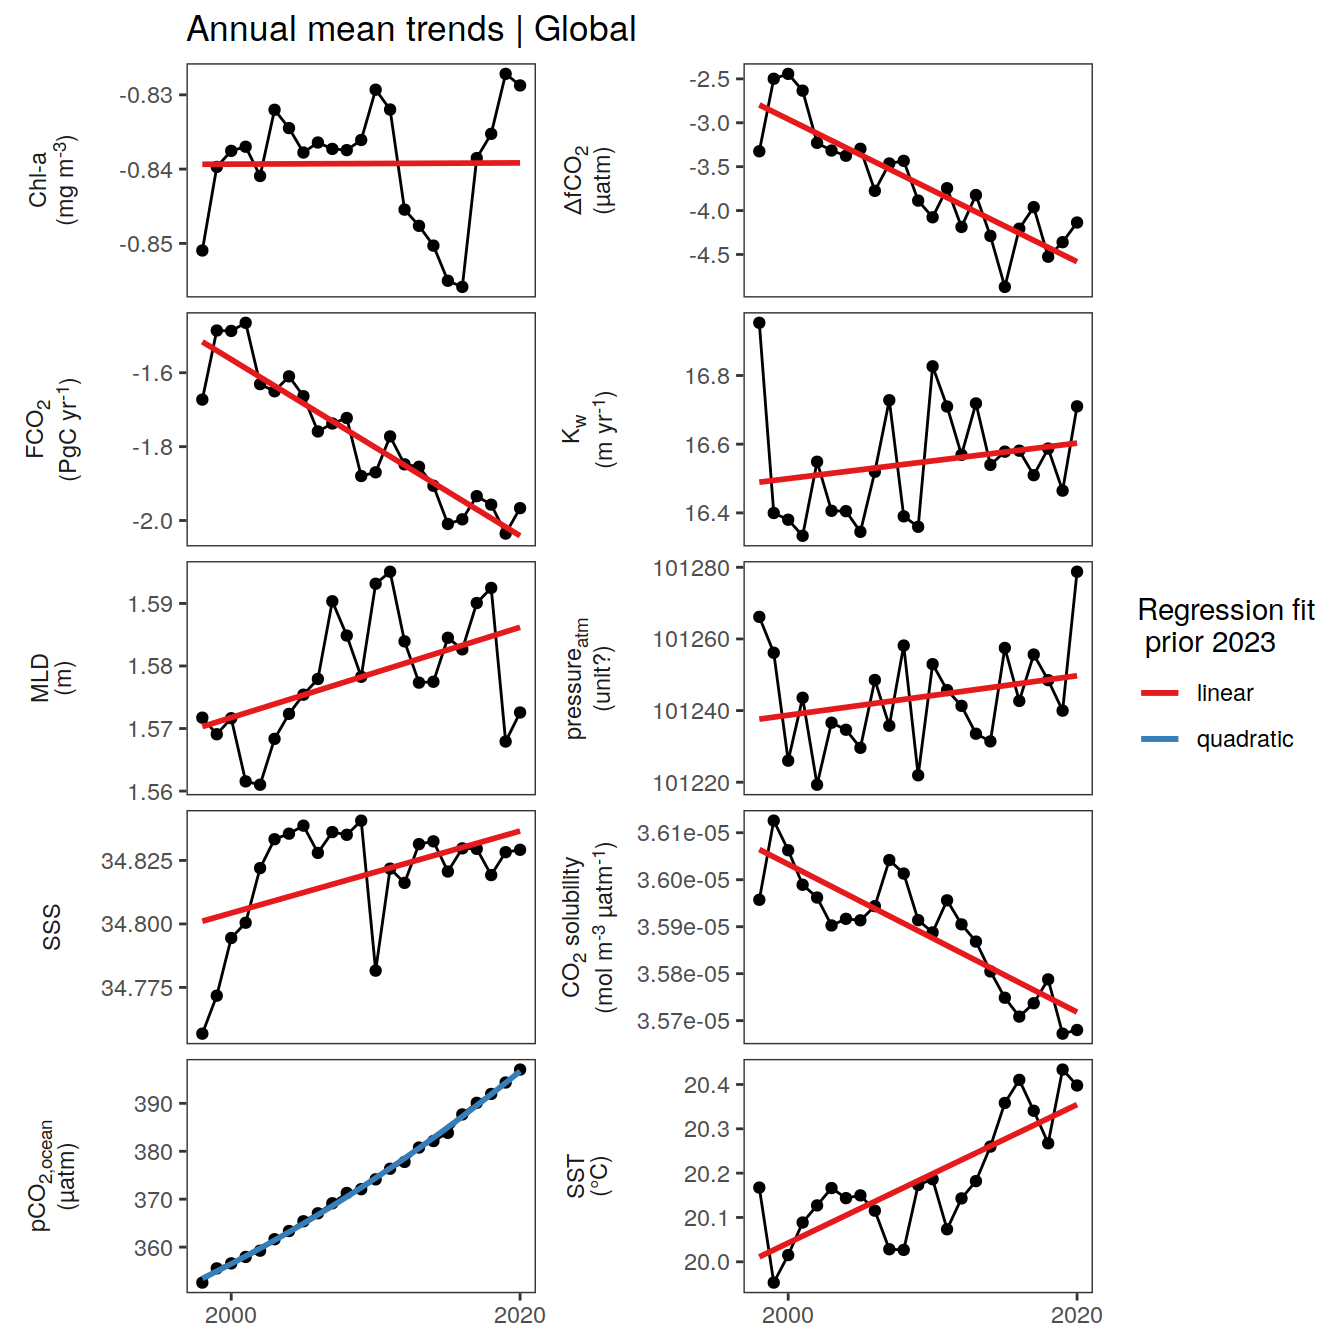 Annual mean trends | Global
Chl-a
(mg m⁻³)
-0.83
-0.84
-0.85
ΔfCO₂
(µatm)
-2.5
-3.0
-3.5
-4.0
-4.5
FCO₂
(PgC yr⁻¹)
-1.6
-1.8
-2.0
K_w
(m yr⁻¹)
16.8
16.6
16.4
MLD
(m)
1.59
1.58
1.57
1.56
pressure_atm
(unit?)
101280
101260
101240
101220
SSS
34.825
34.800
34.775
CO₂ solubility
(mol m⁻³ µatm⁻¹)
3.61e-05
3.60e-05
3.59e-05
3.58e-05
3.57e-05
pCO₂,ocean
(µatm)
390
380
370
360
2000
2020
SST
(°C)
20.4
20.3
20.2
20.1
20.0
2000
2020
Regression fit
prior 2023
linear
quadratic